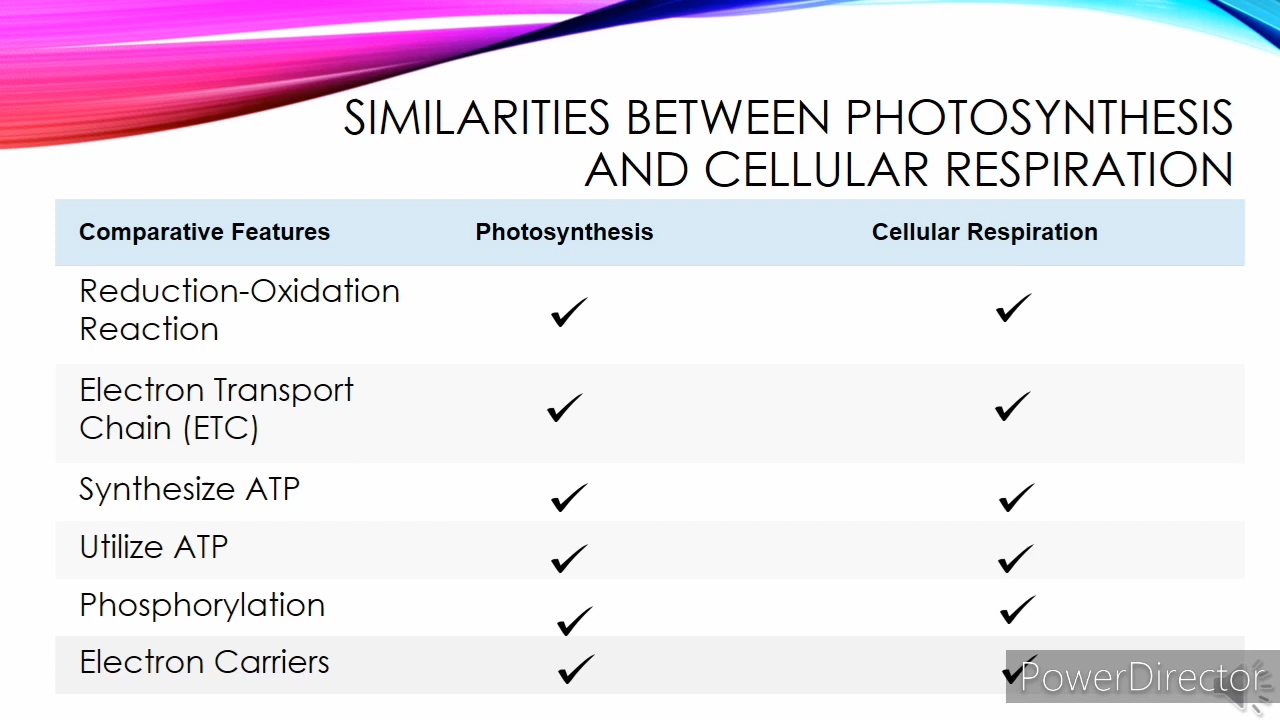 SIMILARITIES BETWEEN PHOTOSYNTHESIS
AND CELLULAR RESPIRATION
Comparative Features Photosynthesis Cellular Respiration
Reduction-Oxidation
Reaction ✓ ✓
Electron Transport
Chain (ETC) ✓ ✓
Synthesize ATP ✓ ✓
Utilize ATP ✓ ✓
Phosphorylation ✓ ✓
Electron Carriers ✓ ✓
PowerDirector